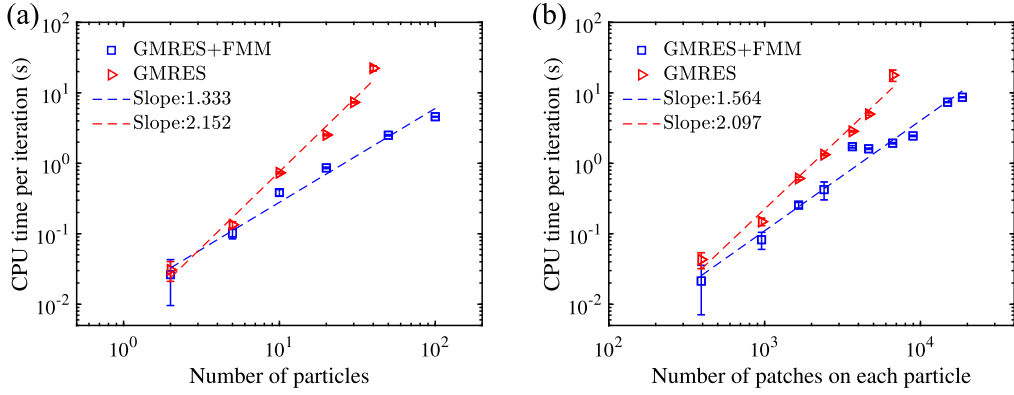 (a)
CPU time per iteration (s)
10^2
10^1
10^0
10^-1
10^-2
GMRES+FMM
GMRES
Slope:1.333
Slope:2.152
10^0
10^1
10^2
Number of particles
(b)
CPU time per iteration (s)
10^2
10^1
10^0
10^-1
10^-2
GMRES+FMM
GMRES
Slope:1.564
Slope:2.097
10^2
10^3
10^4
Number of patches on each particle